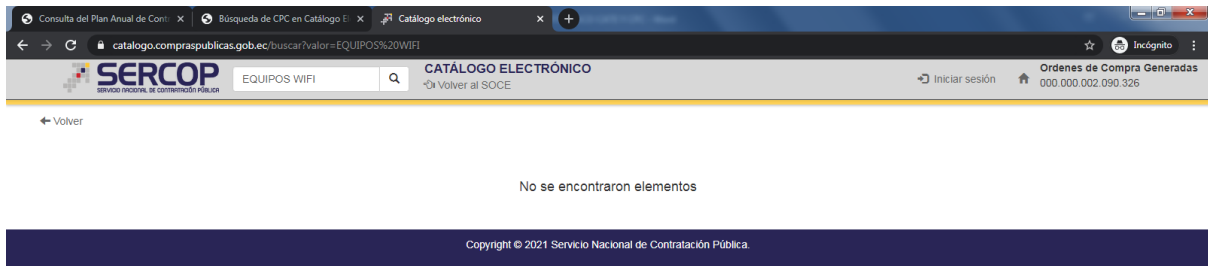 Consulta del Plan Anual de Contr
Búsqueda de CPC en Catálogo El
Catálogo electrónico
catalogo.compraspublicas.gob.ec/buscar?valor=EQUIPOS%20WIFI
Incógnito
SERCOP
SERVICIO NACIONAL DE CONTRATACIÓN PÚBLICA
EQUIPOS WIFI
CATÁLOGO ELECTRÓNICO
Volver al SOCE
Iniciar sesión
Ordenes de Compra Generadas
000.000.002.090.326
Volver
No se encontraron elementos
Copyright © 2021 Servicio Nacional de Contratación Pública.